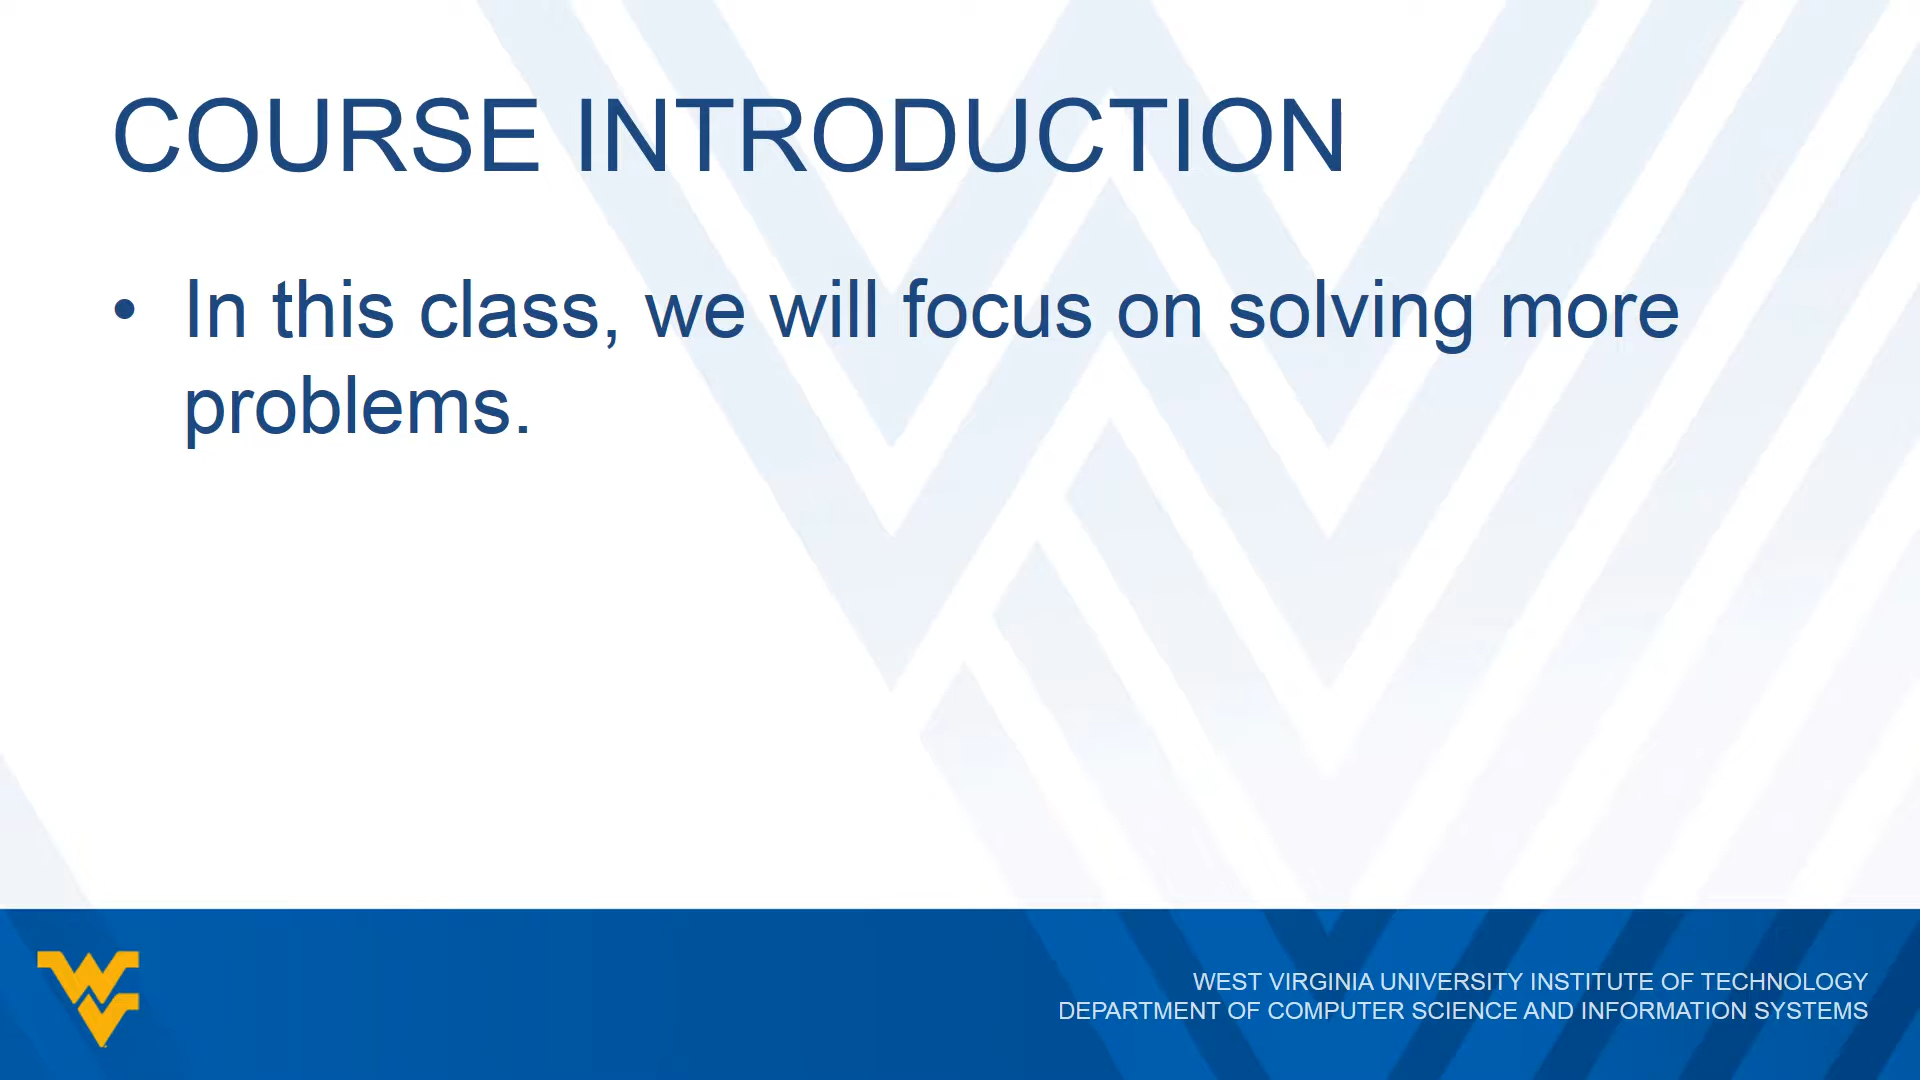 COURSE INTRODUCTION
• In this class, we will focus on solving more
problems.
WEST VIRGINIA UNIVERSITY INSTITUTE OF TECHNOLOGY
DEPARTMENT OF COMPUTER SCIENCE AND INFORMATION SYSTEMS